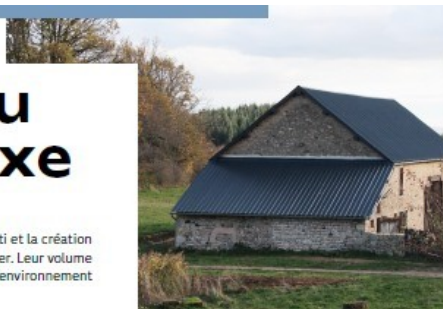 u
xe
ti et la création
er. Leur volume
environnement